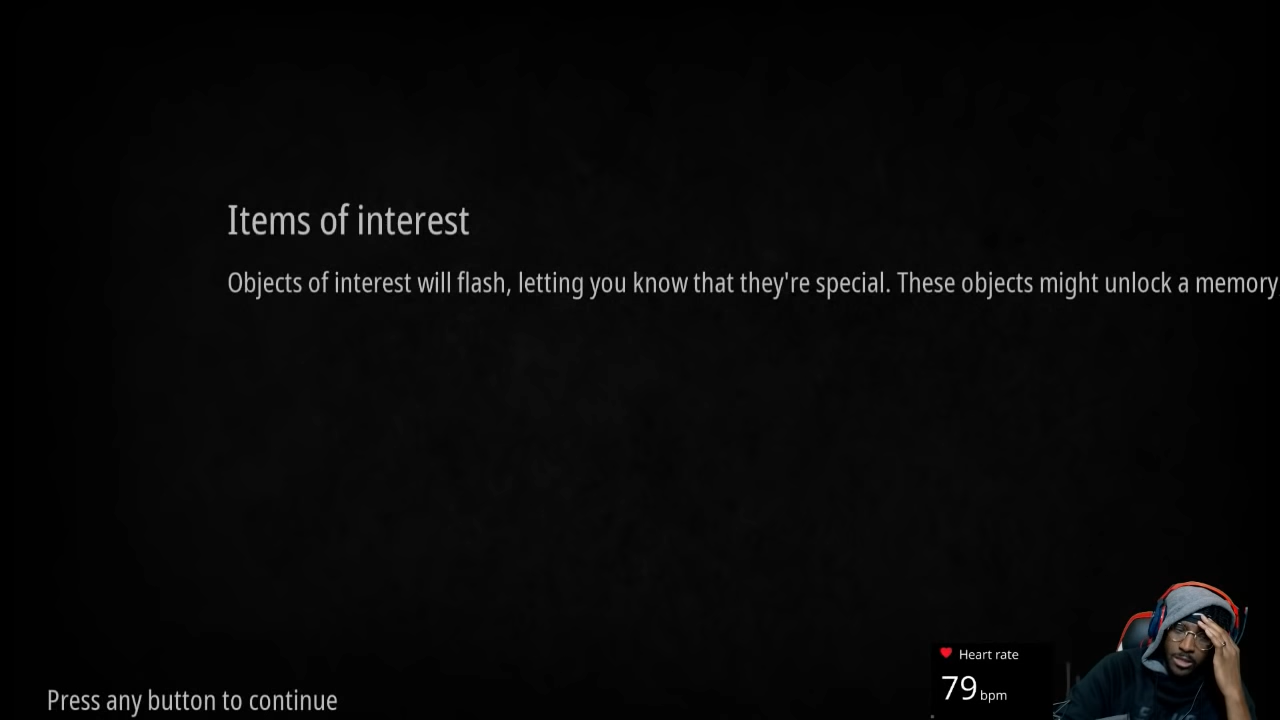 Items of interest
Objects of interest will flash, letting you know that they're special. These objects might unlock a memory
Heart rate
79 bpm
Press any button to continue